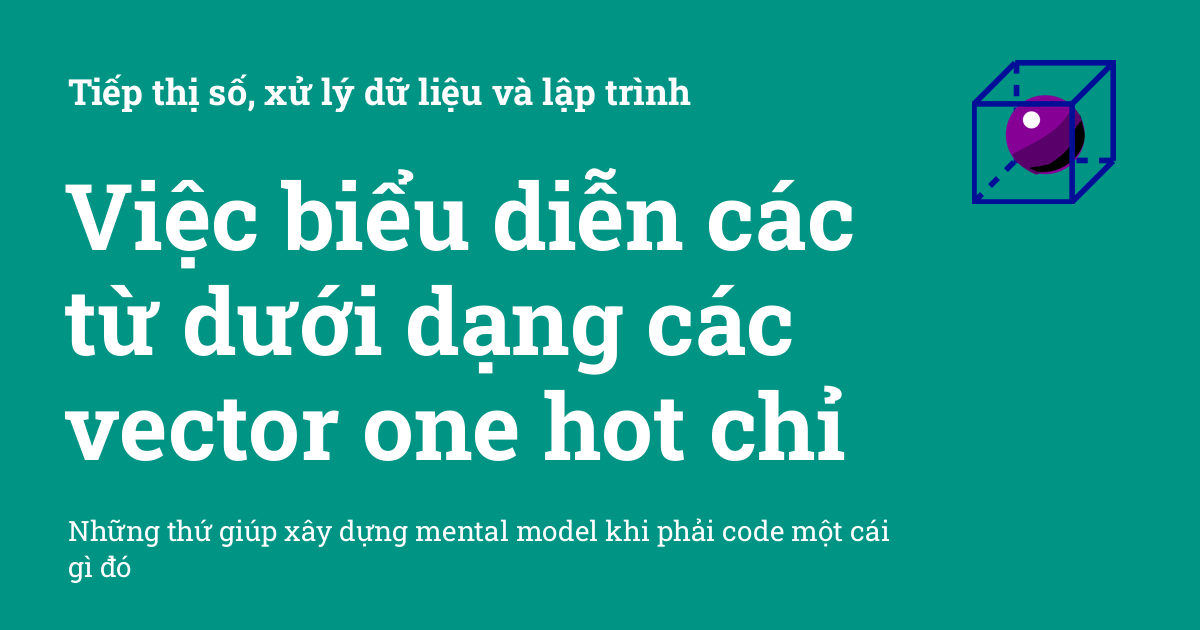 Tiếp thị số, xử lý dữ liệu và lập trình
Việc biểu diễn các
từ dưới dạng các
vector one hot chỉ
Những thứ giúp xây dựng mental model khi phải code một cái
gì đó